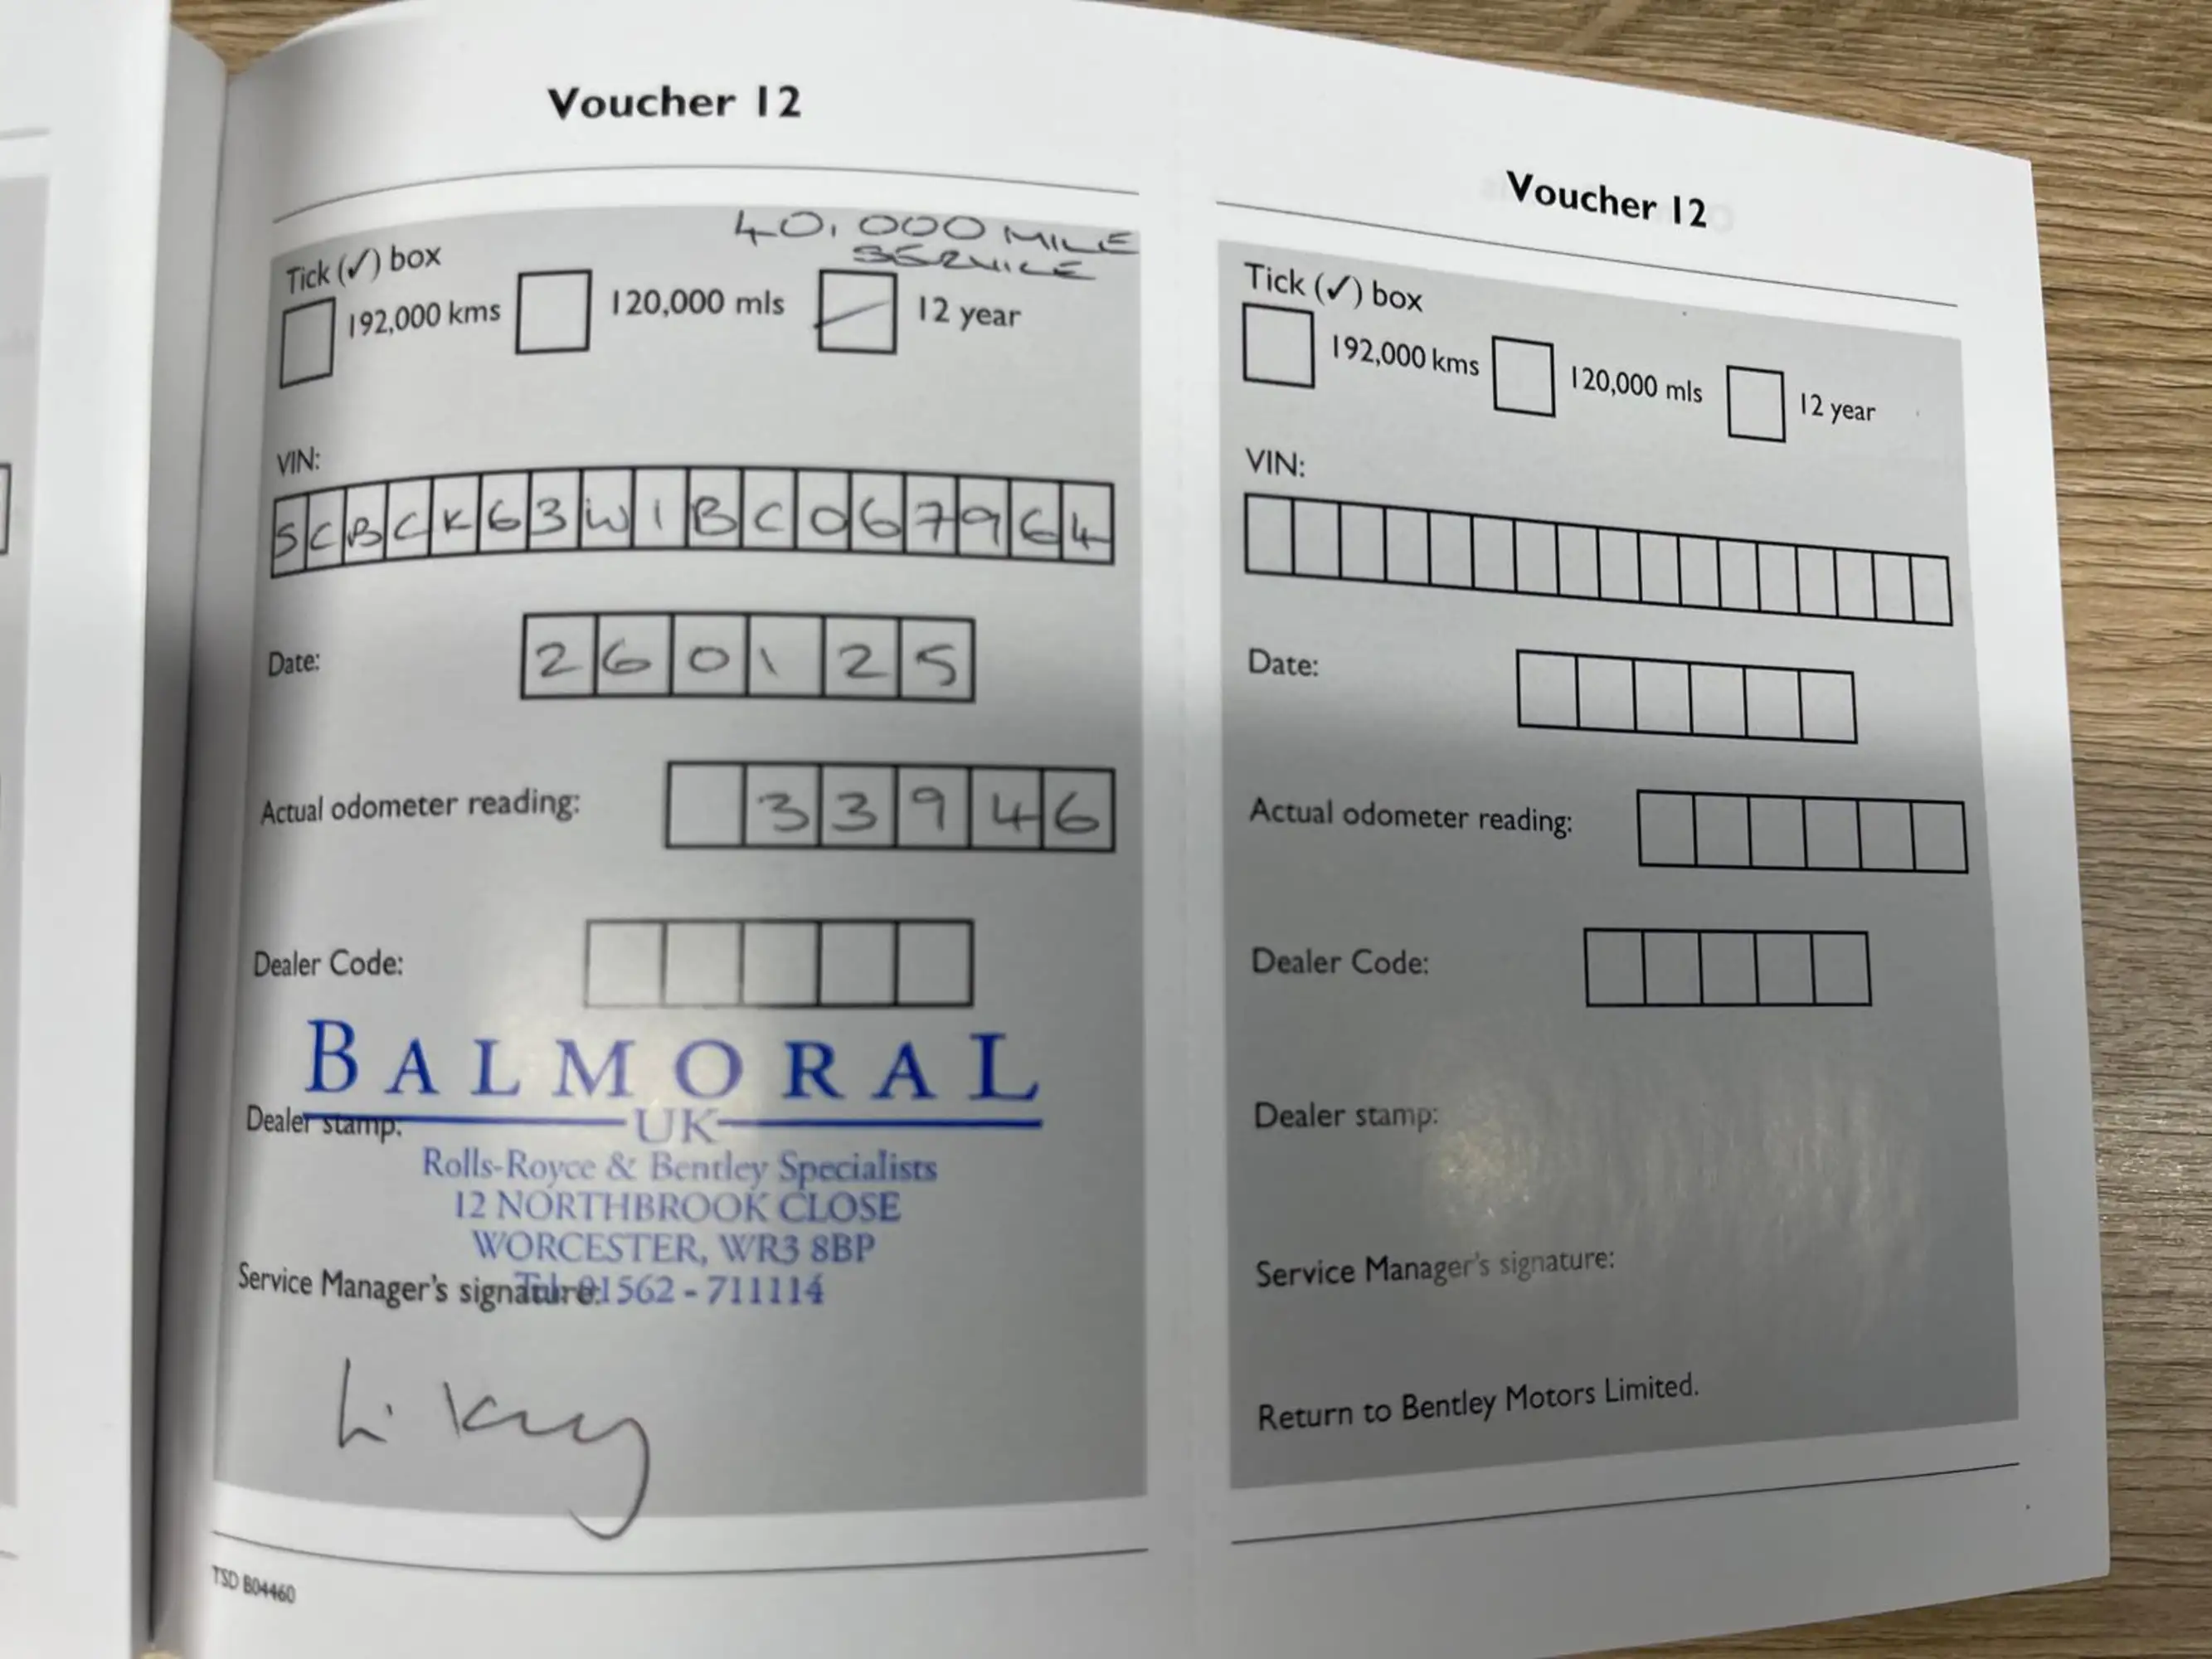 Voucher 12
40,000 MILE
SERVICE
Tick (✓) box
192,000 kms 120,000 mls 12 year
VIN:
SCBCK63W1BC067964
Date: 260125
Actual odometer reading: 33946
Dealer Code:
BALMORAL
Dealer stamp: UK
Rolls-Royce & Bentley Specialists
12 NORTHBROOK CLOSE
WORCESTER, WR3 8BP
Service Manager's signature: Tel: 01562 - 711114
TSD B04460
Voucher 12
Tick (✓) box
192,000 kms 120,000 mls 12 year
VIN:
Date:
Actual odometer reading:
Dealer Code:
Dealer stamp:
Service Manager's signature:
Return to Bentley Motors Limited.